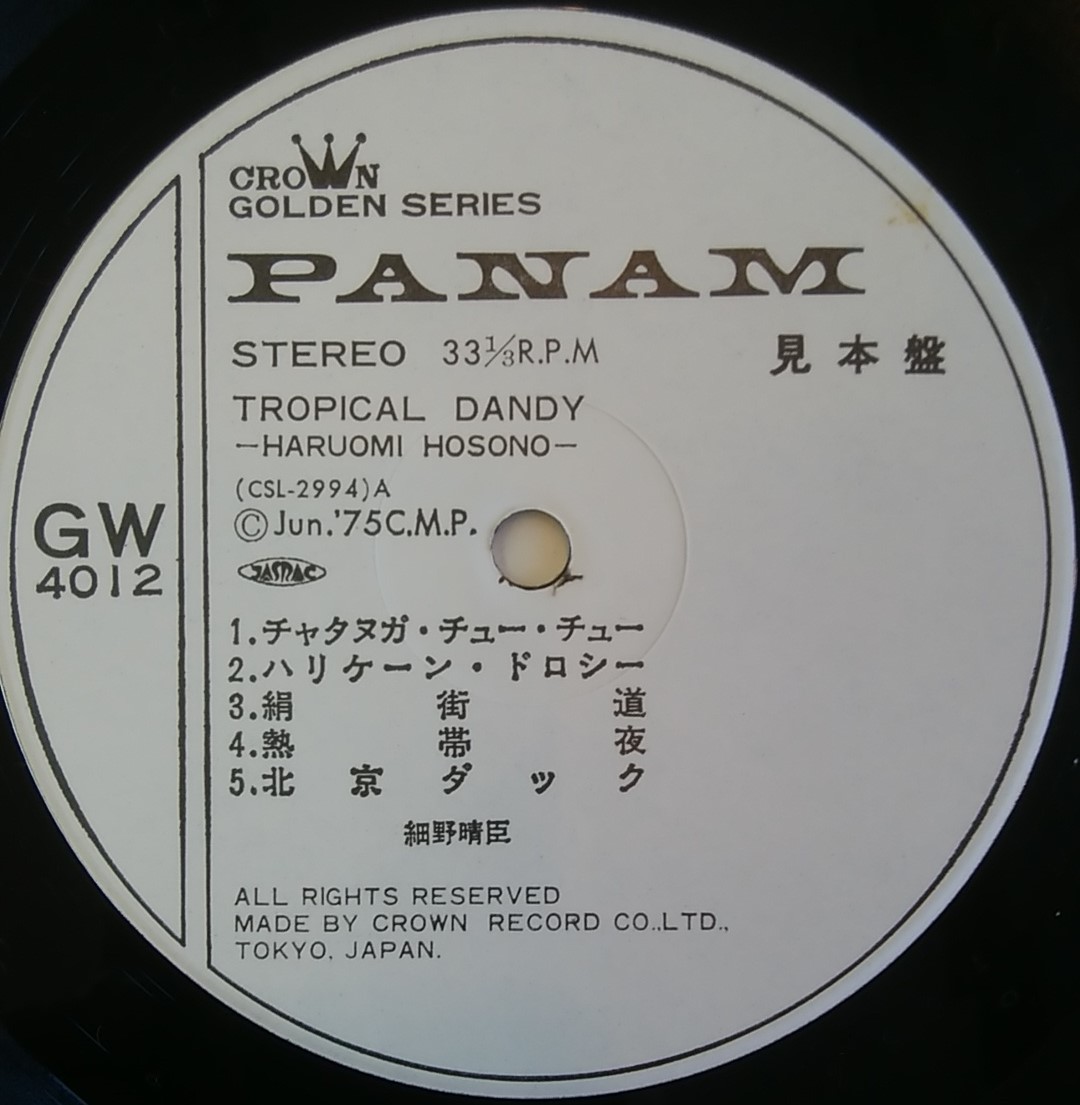 CROWN
GOLDEN SERIES
PANAM
STEREO 33⅓R.P.M
見本盤
TROPICAL DANDY
—HARUOMI HOSONO—
(CSL-2994)A
ⒸJun.'75C.M.P.
GW
4012
JASRAC
1.チャタヌガ・チュー・チュー
2.ハリケーン・ドロシー
3.絹街道
4.熱帯夜
5.北京ダック
細野晴臣
ALL RIGHTS RESERVED
MADE BY CROWN RECORD CO.,LTD.,
TOKYO, JAPAN.